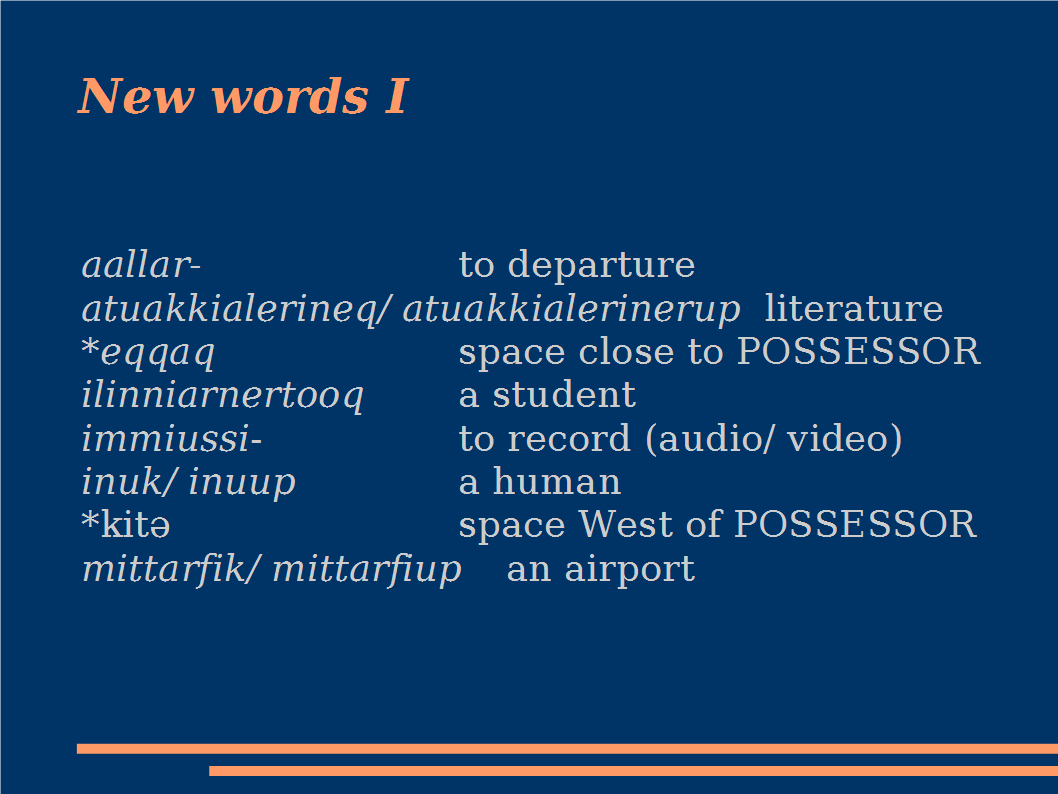 New words I
aallar- to departure
atuakkialerineq/ atuakkialerinerup literature
*eqqaq space close to POSSESSOR
ilinniarnertooq a student
immiussi- to record (audio/ video)
inuk/ inuup a human
*kitə space West of POSSESSOR
mittarfik/ mittarfiup an airport